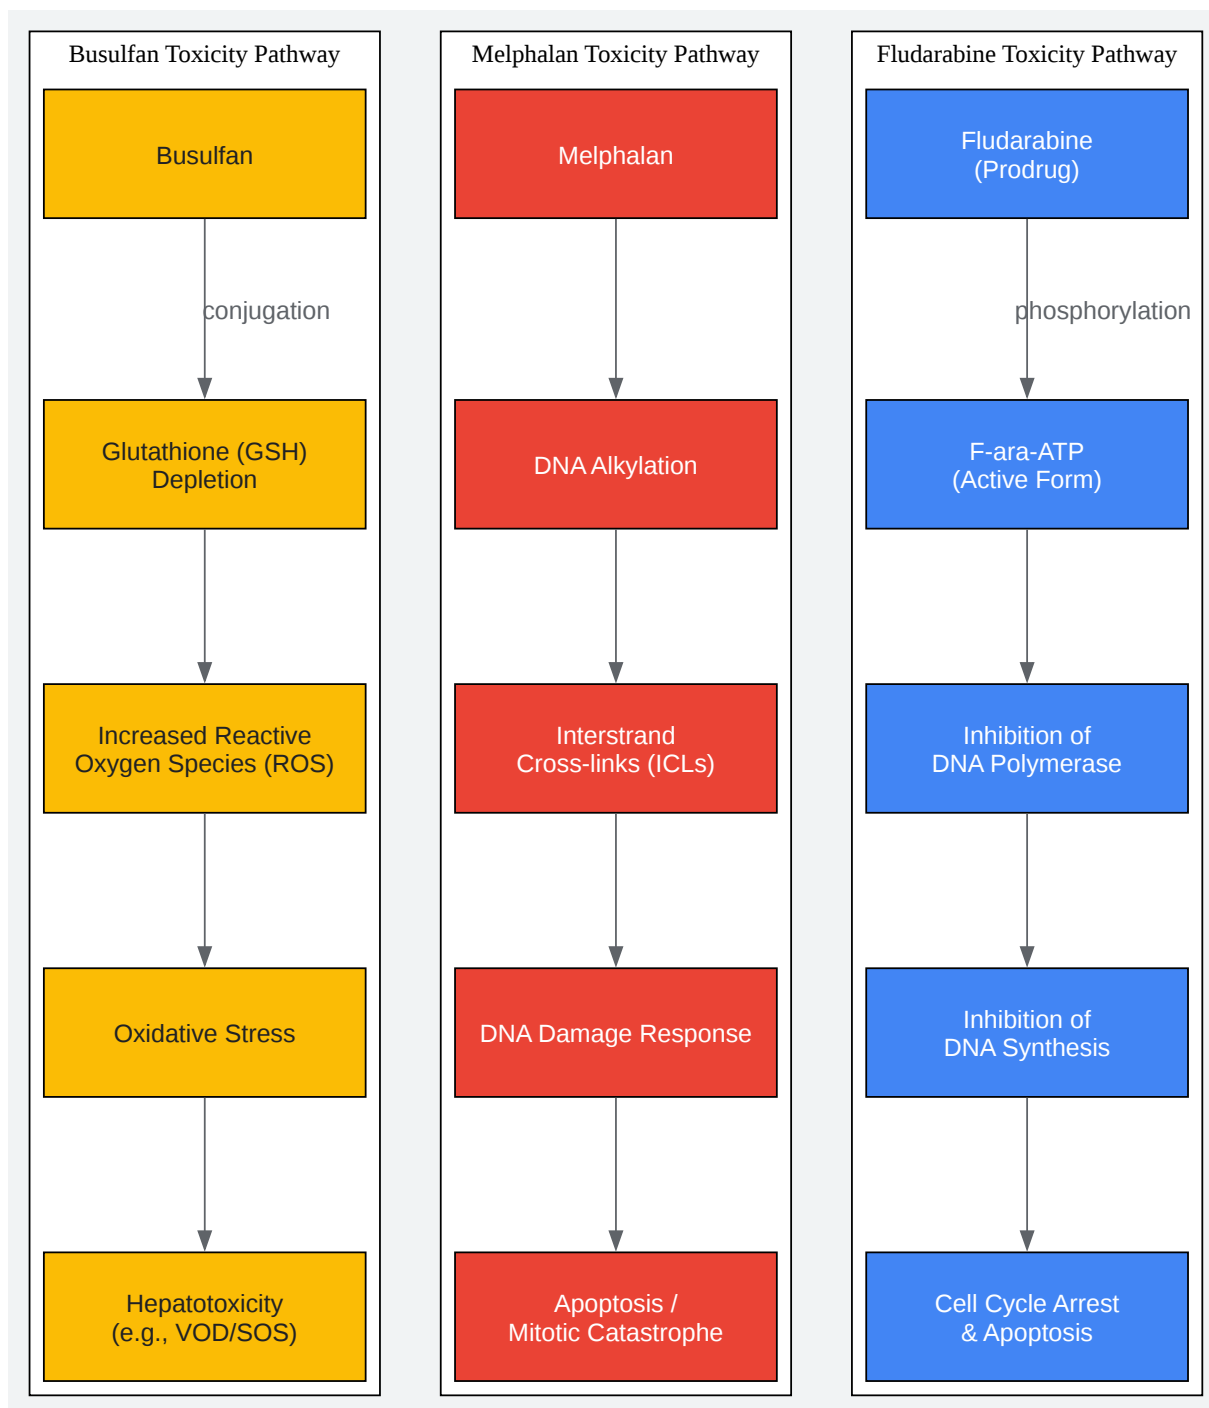 Busulfan Toxicity Pathway
Busulfan
conjugation
Glutathione (GSH)
Depletion
Increased Reactive
Oxygen Species (ROS)
Oxidative Stress
Hepatotoxicity
(e.g., VOD/SOS)
Melphalan Toxicity Pathway
Melphalan
DNA Alkylation
Interstrand
Cross-links (ICLs)
DNA Damage Response
Apoptosis /
Mitotic Catastrophe
Fludarabine Toxicity Pathway
Fludarabine
(Prodrug)
phosphorylation
F-ara-ATP
(Active Form)
Inhibition of
DNA Polymerase
Inhibition of
DNA Synthesis
Cell Cycle Arrest
& Apoptosis